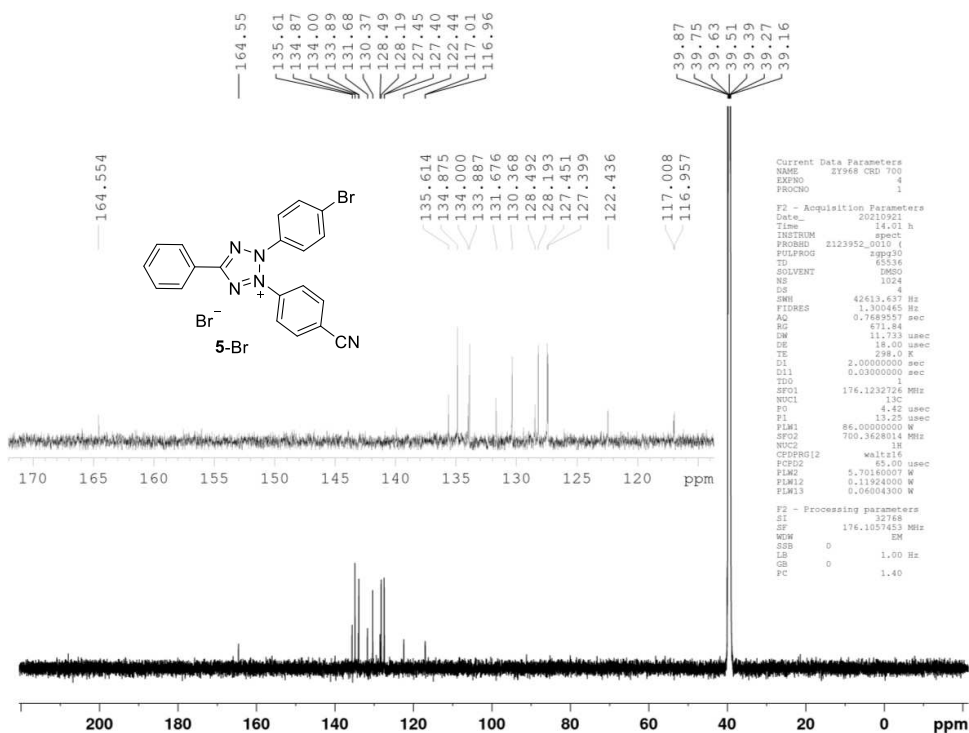 164.55
135.61
134.87
134.00
133.89
131.68
130.37
128.49
128.19
127.45
127.40
122.44
117.01
116.96
39.87
39.75
39.63
39.51
39.39
39.27
39.16
164.554
135.614
134.875
134.000
133.887
131.676
130.368
128.492
128.193
127.451
127.399
122.436
117.008
116.957
Br
N N
N N
+
Br−
CN
5-Br
170 165 160 155 150 145 140 135 130 125 120 ppm
Current Data Parameters
NAME ZY968 CRD 700
EXPNO 4
PROCNO 1
F2 - Acquisition Parameters
Date_ 20210921
Time 14.01 h
INSTRUM spect
PROBHD Z123952_0010 (
PULPROG zgpg30
TD 65536
SOLVENT DMSO
NS 1024
DS 4
SWH 42613.637 Hz
FIDRES 1.300465 Hz
AQ 0.7689557 sec
RG 671.84
DW 11.733 usec
DE 18.00 usec
TE 298.0 K
D1 2.00000000 sec
D11 0.03000000 sec
TD0 1
SFO1 176.1232726 MHz
NUC1 13C
P0 4.42 usec
P1 13.25 usec
PLW1 86.00000000 W
SFO2 700.3628014 MHz
NUC2 1H
CPDPRG[2 waltz16
PCPD2 65.00 usec
PLW2 5.70160007 W
PLW12 0.11924000 W
PLW13 0.06004300 W
F2 - Processing parameters
SI 32768
SF 176.1057453 MHz
WDW EM
SSB 0
LB 1.00 Hz
GB 0
PC 1.40
200 180 160 140 120 100 80 60 40 20 0 ppm